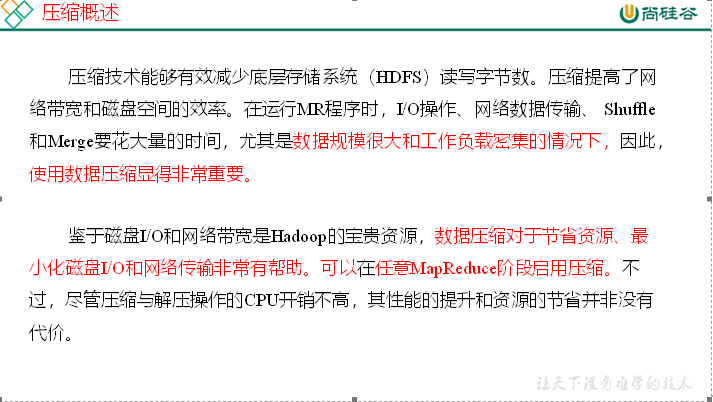 压缩概述
尚硅谷
压缩技术能够有效减少底层存储系统（HDFS）读写字节数。压缩提高了网
络带宽和磁盘空间的效率。在运行MR程序时，I/O操作、网络数据传输、 Shuffle
和Merge要花大量的时间，尤其是数据规模很大和工作负载密集的情况下，因此，
使用数据压缩显得非常重要。
鉴于磁盘I/O和网络带宽是Hadoop的宝贵资源，数据压缩对于节省资源、最
小化磁盘I/O和网络传输非常有帮助。可以在任意MapReduce阶段启用压缩。不
过，尽管压缩与解压操作的CPU开销不高，其性能的提升和资源的节省并非没有
代价。
让天下没有难学的技术